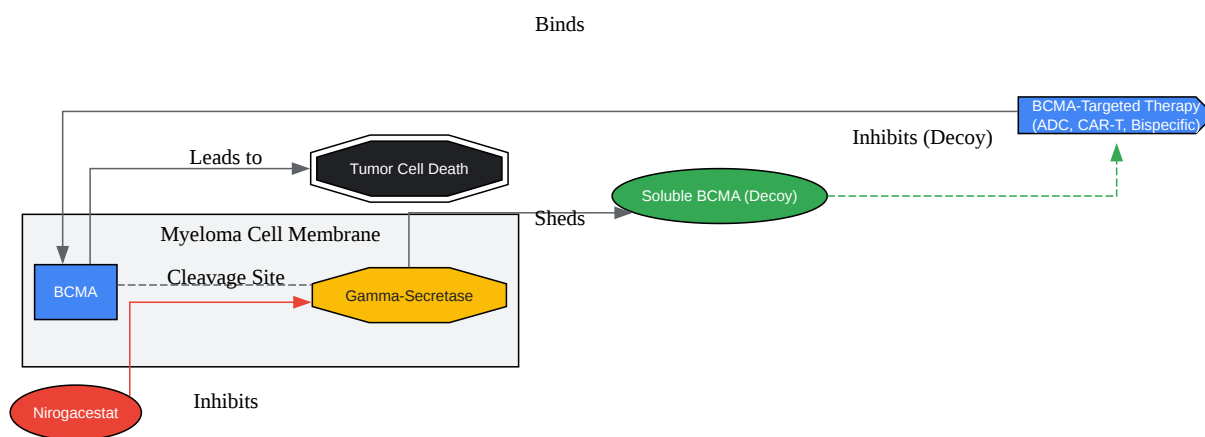 Binds
BCMA-Targeted Therapy
(ADC, CAR-T, Bispecific)
Inhibits (Decoy)
Leads to
Tumor Cell Death
Soluble BCMA (Decoy)
Sheds
Myeloma Cell Membrane
Cleavage Site
BCMA
Gamma-Secretase
Inhibits
Nirogacestat